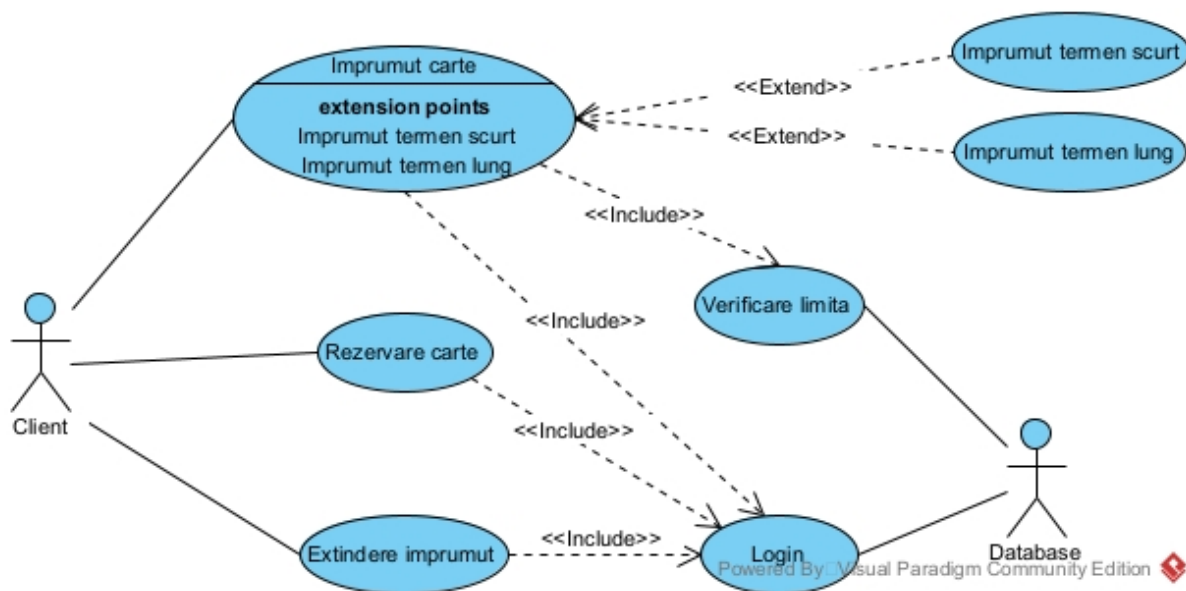 Imprumut carte
extension points
Imprumut termen scurt
Imprumut termen lung
Imprumut termen scurt
<<Extend>>
<<Extend>>
Imprumut termen lung
<<Include>>
Verificare limita
<<Include>>
Rezervare carte
Client
<<Include>>
<<Include>>
Extindere imprumut
Login
Database
Powered By Visual Paradigm Community Edition